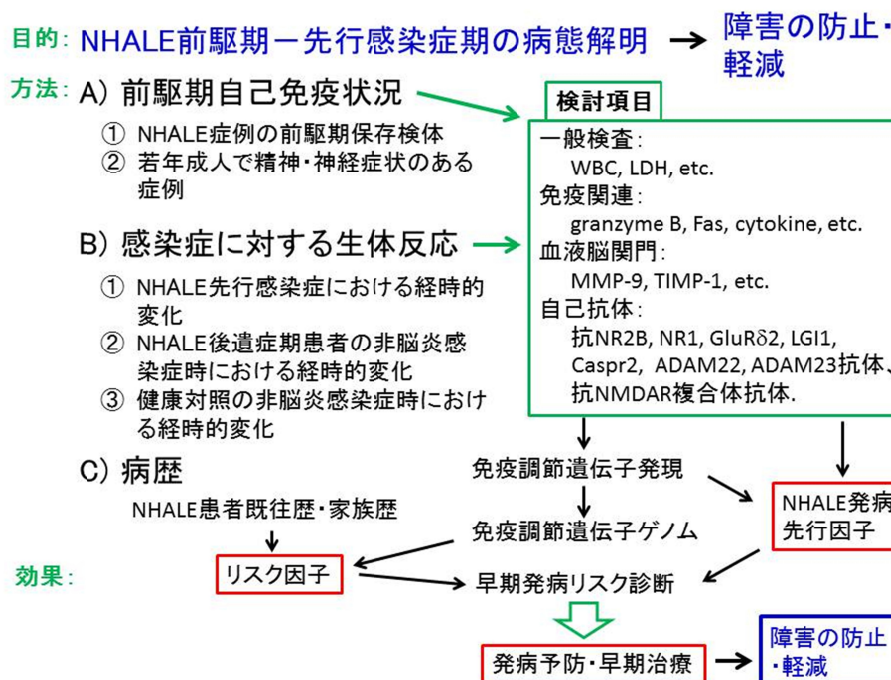 目的: NHALE前駆期－先行感染症期の病態解明 → 障害の防止・
軽減
方法: A) 前駆期自己免疫状況
① NHALE症例の前駆期保存検体
② 若年成人で精神・神経症状のある
症例
B) 感染症に対する生体反応
① NHALE先行感染症における経時的
変化
② NHALE後遺症期患者の非脳炎感
染症時における経時的変化
③ 健康対照の非脳炎感染症時におけ
る経時的変化
C) 病歴
NHALE患者既往歴・家族歴
検討項目
一般検査:
WBC, LDH, etc.
免疫関連:
granzyme B, Fas, cytokine, etc.
血液脳関門:
MMP-9, TIMP-1, etc.
自己抗体:
抗NR2B, NR1, GluRδ2, LGI1,
Caspr2, ADAM22, ADAM23抗体、
抗NMDAR複合体抗体.
免疫調節遺伝子発現
免疫調節遺伝子ゲノム
NHALE発病
先行因子
効果:
リスク因子
早期発病リスク診断
発病予防・早期治療
障害の防止
・軽減